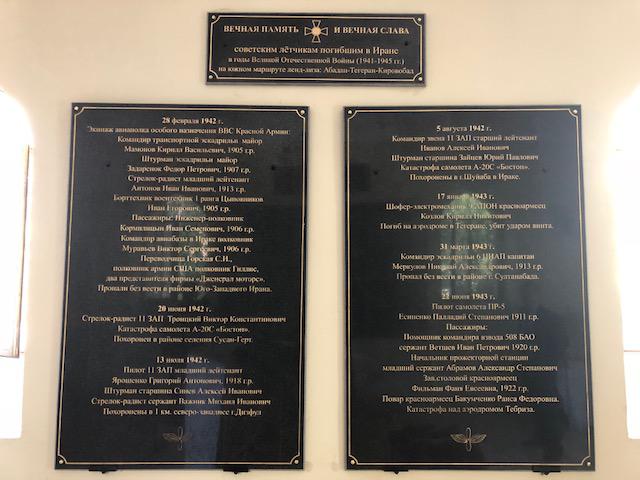 ВЕЧНАЯ ПАМЯТЬ И ВЕЧНАЯ СЛАВА
советским лётчикам погибшим в Иране
в годы Великой Отечественной Войны (1941-1945 гг.)
на южном маршруте ленд-лиза: Абадан-Тегеран-Кировобад
28 февраля 1942 г.
Экипаж авиаполка особого назначения ВВС Красной Армии:
Командир транспортной эскадрильи майор
Мамонов Кирилл Васильевич, 1905 г.р.
Штурман эскадрильи майор
Задаренок Федор Петрович, 1907 г.р.
Стрелок-радист младший лейтенант
Антонов Иван Иванович, 1913 г.р.
Борттехник воентехник I ранга Цыповников
Иван Егорович, 1905 г.р.
Пассажиры: Инженер-полковник
Кормилицын Иван Семенович, 1906 г.р.
Командир авиабазы в Ираке полковник
Муравьев Виктор Сергеевич, 1906 г.р.
Переводчица Горская С.И.,
полковник армии США полковник Гиллис,
два представителя фирмы «Дженерал моторс».
Пропали без вести в районе Юго-Западного Ирана.
20 июня 1942 г.
Стрелок-радист 11 ЗАП Троицкий Виктор Константинович
Катастрофа самолета А-20С «Бостон».
Похоронен в районе селения Сусан-Герт.
13 июля 1942 г.
Пилот 11 ЗАП младший лейтенант
Ярошенко Григорий Антонович, 1918 г.р.
Штурман старшина Синев Алексей Иванович
Стрелок-радист сержант Важник Михаил Иванович
Похоронены в 1 км. северо-западнее г.Дизфул
5 августа 1942 г.
Командир звена 11 ЗАП старший лейтенант
Иванов Алексей Иванович
Штурман старшина Зайцев Юрий Павлович
Катастрофа самолета А-20С «Бостон».
Похоронены в г.Шуайба в Ираке.
17 января 1943 г.
Шофер-электромеханик АПОН красноармеец
Козлов Кирилл Никитович
Погиб на аэродроме в Тегеране, убит ударом винта.
31 марта 1943 г.
Командир эскадрильи 6 ПИАП капитан
Меркулов Николай Александрович, 1913 г.р.
Пропал без вести в районе г. Султанабада.
22 июня 1943 г.
Пилот самолета ПР-5
Есипенко Палладий Степанович 1911 г.р.
Пассажиры:
Помощник командира взвода 508 БАО
сержант Ветцев Иван Петрович 1920 г.р.
Начальник прожекторной станции
младший сержант Абрамов Александр Степанович
Зав.столовой красноармеец
Фильман Фаня Евсеевна, 1922 г.р.
Повар красноармеец Бакумченко Раиса Федоровна.
Катастрофа над аэродромом Тебриза.